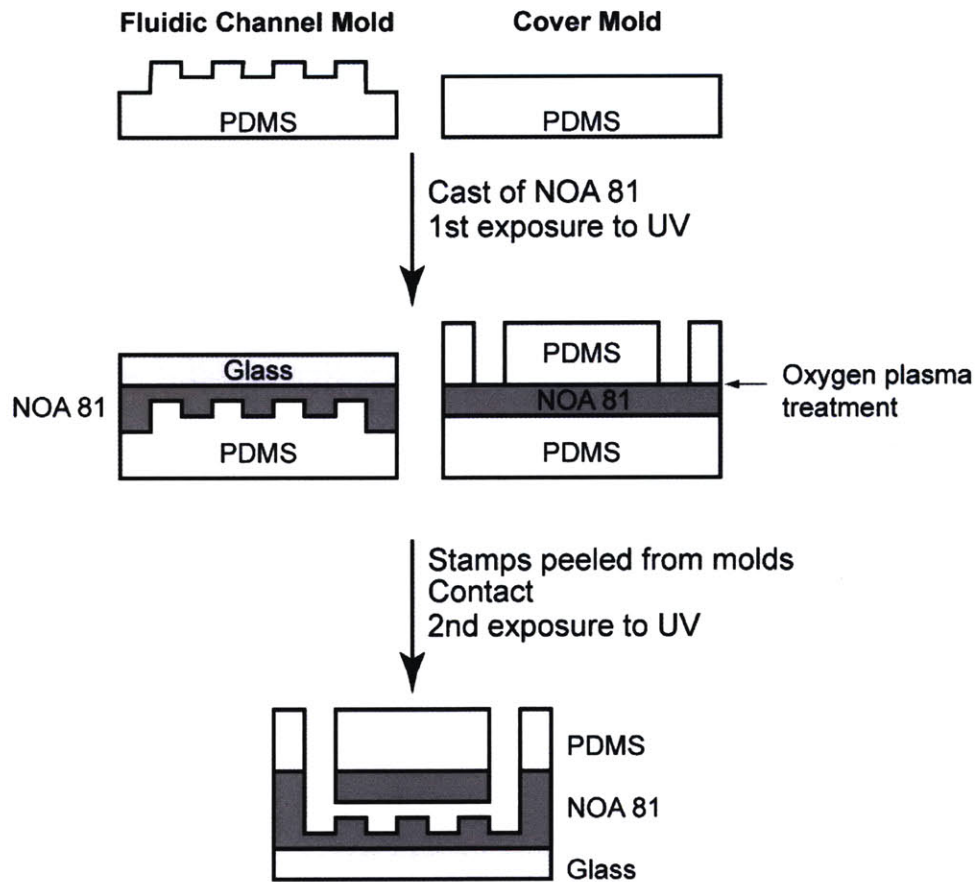 Fluidic Channel Mold
Cover Mold
PDMS
PDMS
Cast of NOA 81
1st exposure to UV
Glass
NOA 81
PDMS
PDMS
NOA 81
PDMS
Oxygen plasma
treatment
Stamps peeled from molds
Contact
2nd exposure to UV
PDMS
NOA 81
Glass